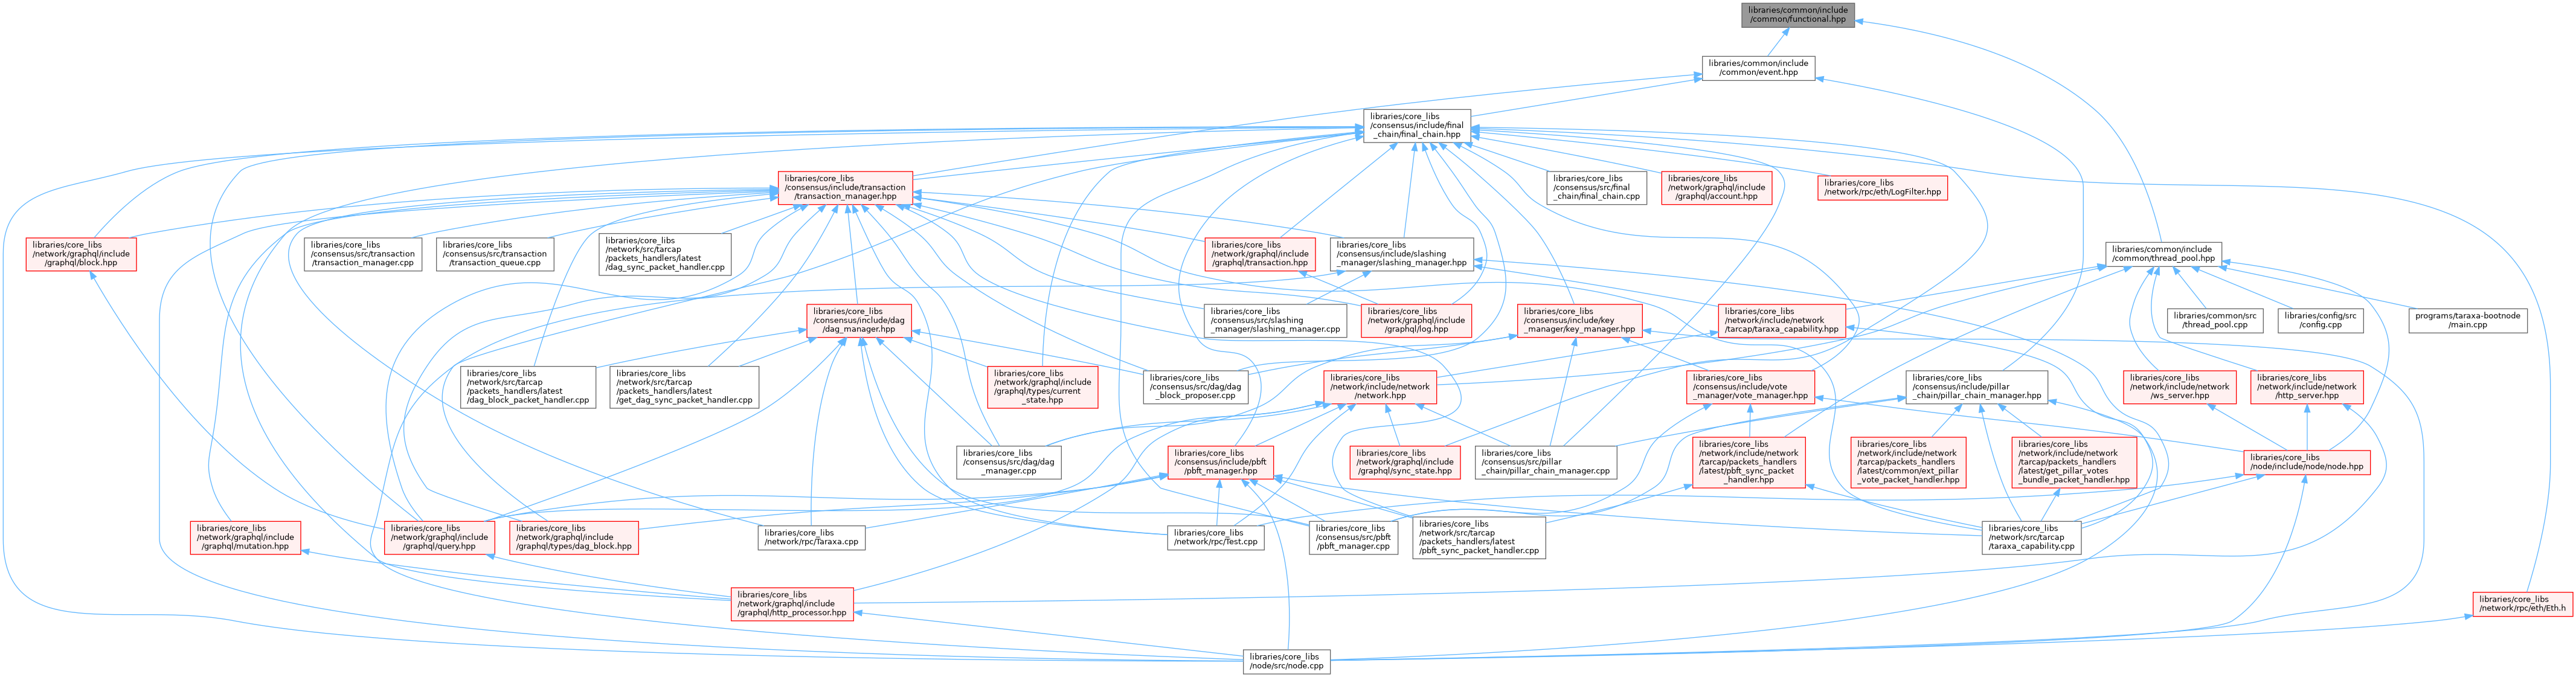 libraries/common/include
/common/functional.hpp
libraries/common/include
/common/event.hpp
libraries/core_libs
/consensus/include/final
_chain/final_chain.hpp
libraries/core_libs
/consensus/include/transaction
/transaction_manager.hpp
libraries/core_libs
/consensus/src/final
_chain/final_chain.cpp
libraries/core_libs
/network/graphql/include
/graphql/account.hpp
libraries/core_libs
/network/rpc/eth/LogFilter.hpp
libraries/core_libs
/network/graphql/include
/graphql/block.hpp
libraries/core_libs
/consensus/src/transaction
/transaction_manager.cpp
libraries/core_libs
/consensus/src/transaction
/transaction_queue.cpp
libraries/core_libs
/network/src/tarcap
/packets_handlers/latest
/dag_sync_packet_handler.cpp
libraries/core_libs
/network/graphql/include
/graphql/transaction.hpp
libraries/core_libs
/consensus/include/slashing
_manager/slashing_manager.hpp
libraries/common/include
/common/thread_pool.hpp
libraries/core_libs
/consensus/include/dag
/dag_manager.hpp
libraries/core_libs
/consensus/src/slashing
_manager/slashing_manager.cpp
libraries/core_libs
/network/graphql/include
/graphql/log.hpp
libraries/core_libs
/consensus/include/key
_manager/key_manager.hpp
libraries/core_libs
/network/include/network
/tarcap/taraxa_capability.hpp
libraries/common/src
/thread_pool.cpp
libraries/config/src
/config.cpp
programs/taraxa-bootnode
/main.cpp
libraries/core_libs
/network/src/tarcap
/packets_handlers/latest
/dag_block_packet_handler.cpp
libraries/core_libs
/network/src/tarcap
/packets_handlers/latest
/get_dag_sync_packet_handler.cpp
libraries/core_libs
/network/graphql/include
/graphql/types/current
_state.hpp
libraries/core_libs
/consensus/src/dag/dag
_block_proposer.cpp
libraries/core_libs
/network/include/network
/network.hpp
libraries/core_libs
/consensus/include/vote
_manager/vote_manager.hpp
libraries/core_libs
/consensus/include/pillar
_chain/pillar_chain_manager.hpp
libraries/core_libs
/network/include/network
/ws_server.hpp
libraries/core_libs
/network/include/network
/http_server.hpp
libraries/core_libs
/consensus/src/dag/dag
_manager.cpp
libraries/core_libs
/consensus/include/pbft
/pbft_manager.hpp
libraries/core_libs
/network/graphql/include
/graphql/sync_state.hpp
libraries/core_libs
/consensus/src/pillar
_chain/pillar_chain_manager.cpp
libraries/core_libs
/network/include/network
/tarcap/packets_handlers
/latest/pbft_sync_packet
_handler.hpp
libraries/core_libs
/network/include/network
/tarcap/packets_handlers
/latest/common/ext_pillar
_vote_packet_handler.hpp
libraries/core_libs
/network/include/network
/tarcap/packets_handlers
/latest/get_pillar_votes
_bundle_packet_handler.hpp
libraries/core_libs
/node/include/node/node.hpp
libraries/core_libs
/network/graphql/include
/graphql/mutation.hpp
libraries/core_libs
/network/graphql/include
/graphql/query.hpp
libraries/core_libs
/network/graphql/include
/graphql/types/dag_block.hpp
libraries/core_libs
/network/rpc/Taraxa.cpp
libraries/core_libs
/network/rpc/Test.cpp
libraries/core_libs
/consensus/src/pbft
/pbft_manager.cpp
libraries/core_libs
/network/src/tarcap
/packets_handlers/latest
/pbft_sync_packet_handler.cpp
libraries/core_libs
/network/src/tarcap
/taraxa_capability.cpp
libraries/core_libs
/network/graphql/include
/graphql/http_processor.hpp
libraries/core_libs
/network/rpc/eth/Eth.h
libraries/core_libs
/node/src/node.cpp